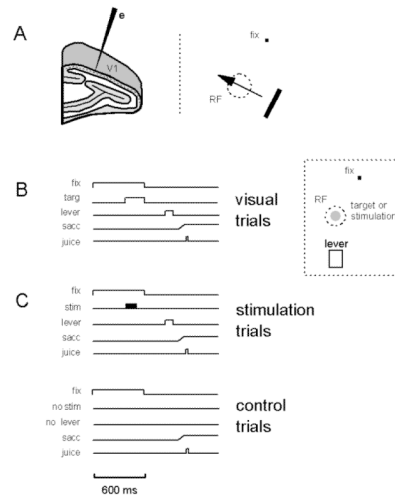 A
e
V1
fix
RF
B
fix
targ
lever
sacc
juice
visual
trials
fix
RF
target or
stimulation
lever
C
fix
stim
lever
sacc
juice
stimulation
trials
fix
no stim
no lever
sacc
juice
control
trials
600 ms